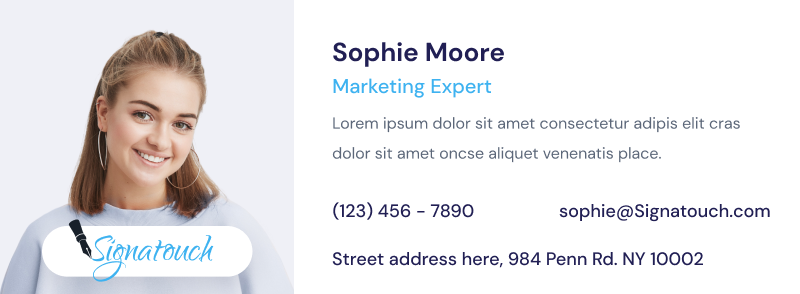 Sophie Moore
Marketing Expert
Lorem ipsum dolor sit amet consectetur adipis elit cras
dolor sit amet oncse aliquet venenatis place.
(123) 456 - 7890 sophie@Signatouch.com
Street address here, 984 Penn Rd. NY 10002
Signatouch